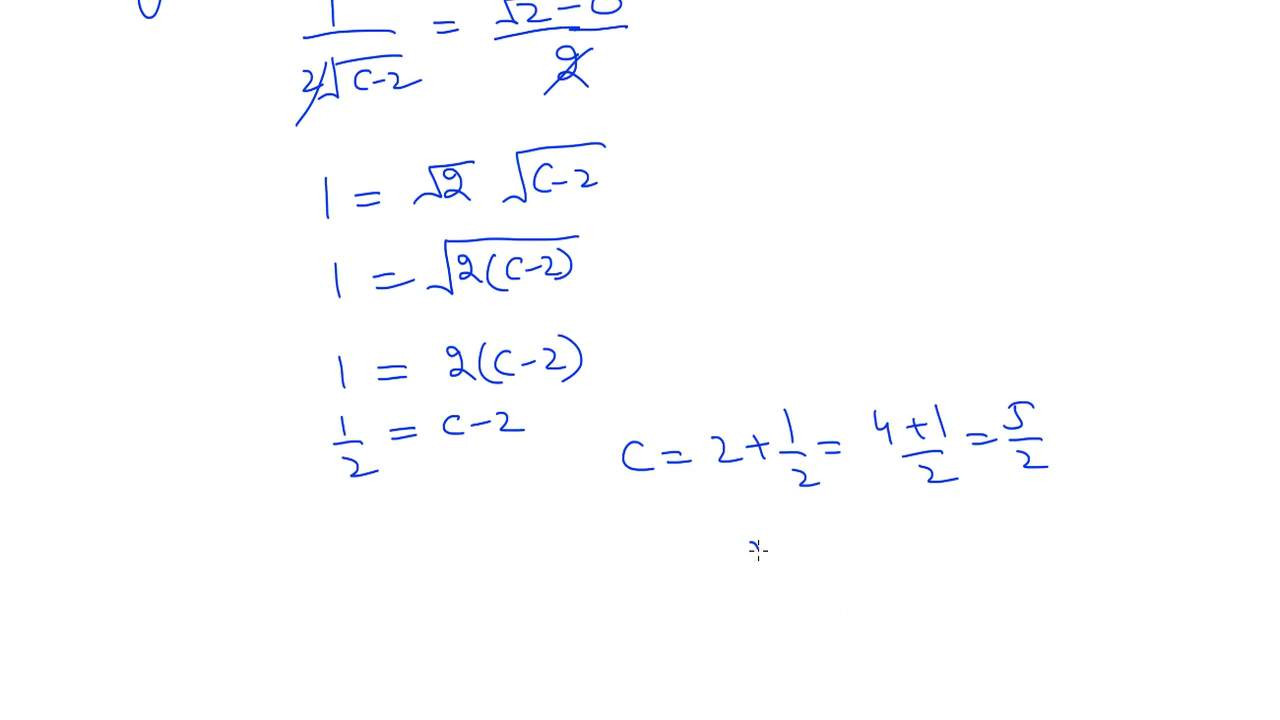 1/(2√(c-2)) = (√2 - 0)/2
1 = √2 √(c-2)
1 = √(2(c-2))
1 = 2(c-2)
1/2 = c-2
c = 2 + 1/2 = (4+1)/2 = 5/2